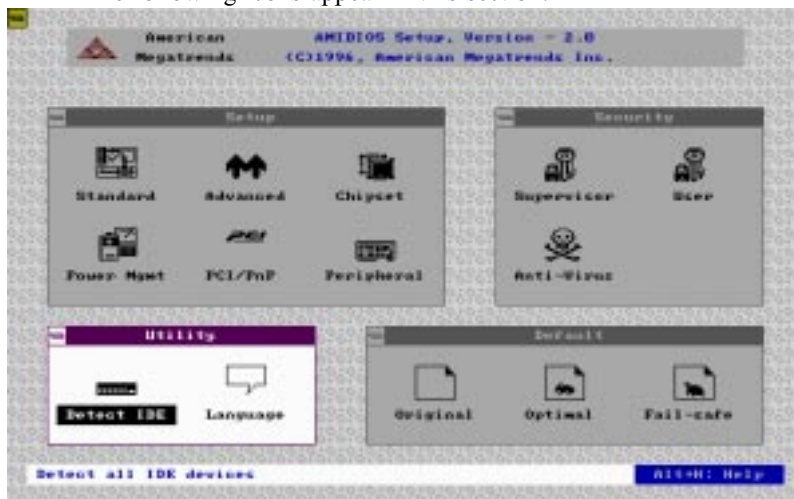 American
Megatrends
AMIBIOS Setup, Version - 2.0
(C)1996, American Megatrends Inc.
Setup
Security
Standard
Advanced
Chipset
Supervisor
User
Power Mgmt
PCI
PCI/PnP
Peripheral
Anti-Virus
Utility
Default
Detect IDE
Language
Original
Optimal
Fail-safe
Detect all IDE devices
Alt+H: Help